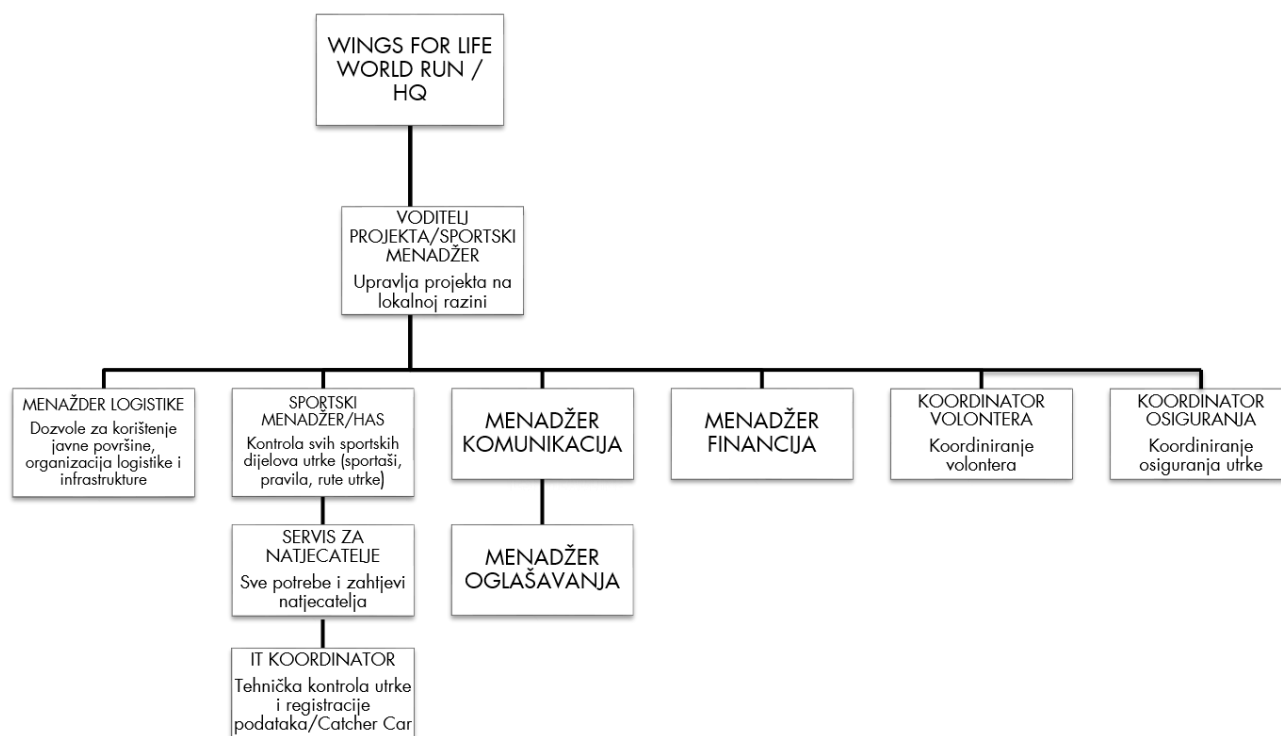 WINGS FOR LIFE
WORLD RUN /
HQ
VODITELJ
PROJEKTA/SPORTSKI
MENADŽER
Upravlja projekta na
lokalnoj razini
MENAŽDER LOGISTIKE
Dozvole za korištenje
javne površine,
organizacija logistike i
infrastrukture
SPORTSKI
MENADŽER/HAS
Kontrola svih sportskih
dijelova utrke (sportaši,
pravila, rute utrke)
MENADŽER
KOMUNIKACIJA
MENADŽER
FINANCIJA
KOORDINATOR
VOLONTERA
Koordiniranje
volontera
KOORDINATOR
OSIGURANJA
Koordiniranje
osiguranja utrke
SERVIS ZA
NATJECATELJE
Sve potrebe i zahtjevi
natjecatelja
MENADŽER
OGLAŠAVANJA
IT KOORDINATOR
Tehnička kontrola utrke
i registracije
podataka/Catcher Car